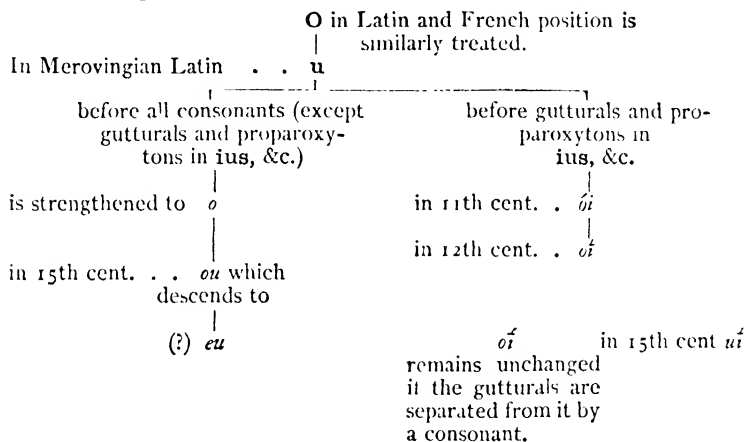 O in Latin and French position is
similarly treated.
In Merovingian Latin . . u
before all consonants (except
gutturals and proparoxy-
tons in ius, &c.)
before gutturals and pro-
paroxytons in
ius, &c.
is strengthened to o
in 11th cent. . ói
in 12th cent. . oí
in 15th cent. . . ou which
descends to
(?) eu
oí in 15th cent uí
remains unchanged
if the gutturals are
separated from it by
a consonant.